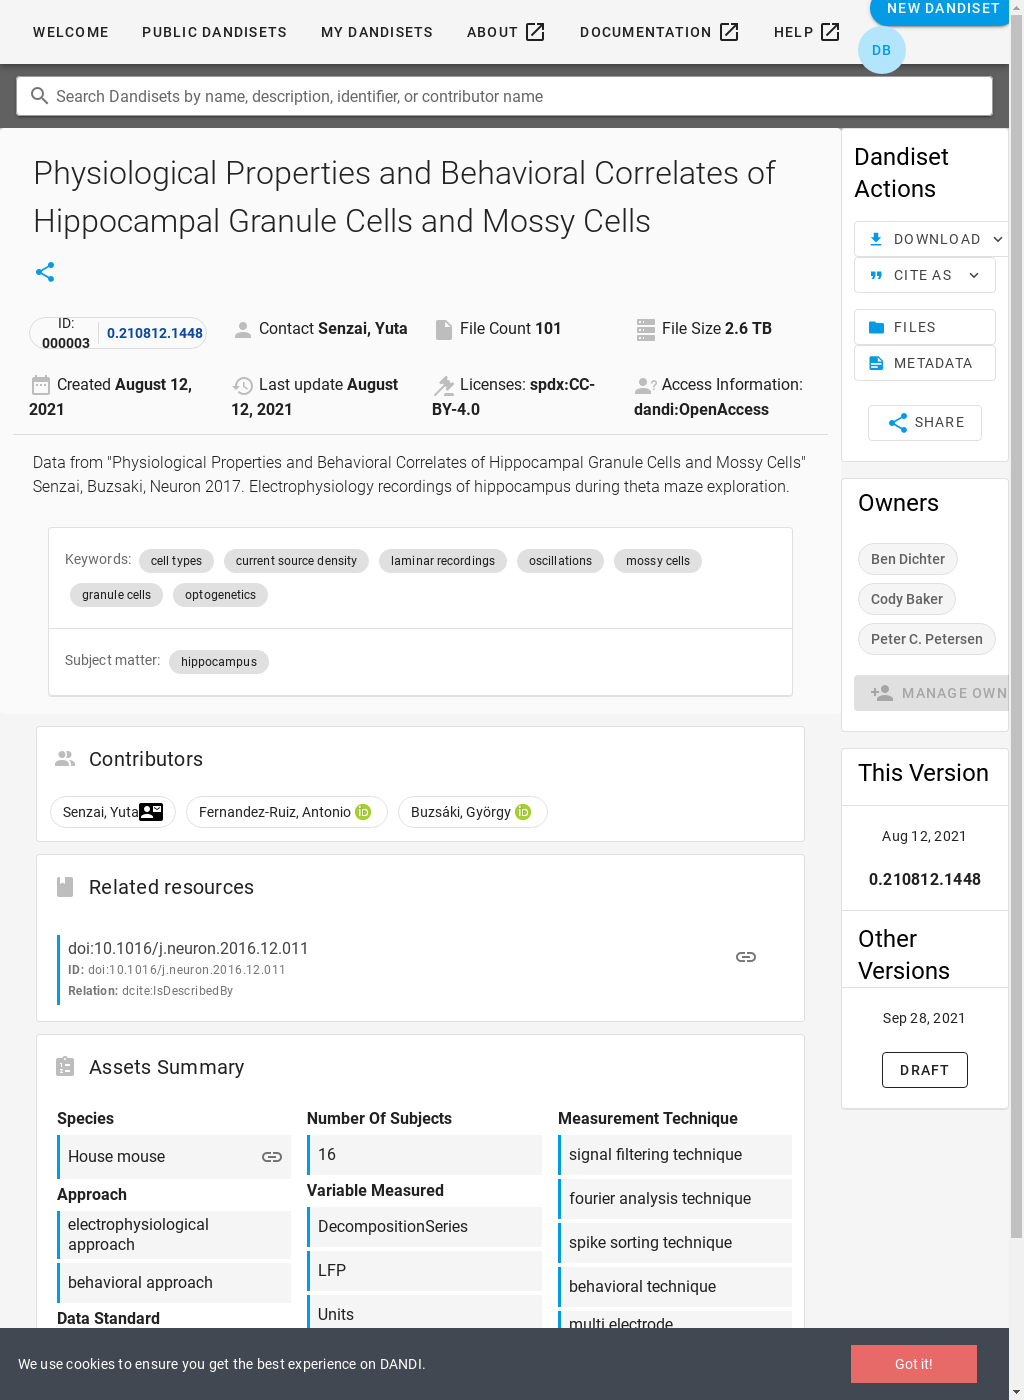 WELCOME
PUBLIC DANDISETS
MY DANDISETS
ABOUT
DOCUMENTATION
HELP
NEW DANDISET
DB
Search Dandisets by name, description, identifier, or contributor name
Physiological Properties and Behavioral Correlates of
Hippocampal Granule Cells and Mossy Cells
ID:
000003
0.210812.1448
Contact Senzai, Yuta
File Count 101
File Size 2.6 TB
Created August 12,
2021
Last update August
12, 2021
Licenses: spdx:CC-
BY-4.0
Access Information:
dandi:OpenAccess
Data from "Physiological Properties and Behavioral Correlates of Hippocampal Granule Cells and Mossy Cells"
Senzai, Buzsaki, Neuron 2017. Electrophysiology recordings of hippocampus during theta maze exploration.
Keywords: cell types current source density laminar recordings oscillations mossy cells
granule cells optogenetics
Subject matter: hippocampus
Contributors
Senzai, Yuta
Fernandez-Ruiz, Antonio iD
Buzsáki, György iD
Related resources
doi:10.1016/j.neuron.2016.12.011
ID: doi:10.1016/j.neuron.2016.12.011
Relation: dcite:IsDescribedBy
Assets Summary
Species
House mouse
Approach
electrophysiological
approach
behavioral approach
Data Standard
Number Of Subjects
16
Variable Measured
DecompositionSeries
LFP
Units
Measurement Technique
signal filtering technique
fourier analysis technique
spike sorting technique
behavioral technique
multi electrode
Dandiset
Actions
DOWNLOAD
CITE AS
FILES
METADATA
SHARE
Owners
Ben Dichter
Cody Baker
Peter C. Petersen
MANAGE OWN
This Version
Aug 12, 2021
0.210812.1448
Other
Versions
Sep 28, 2021
DRAFT
We use cookies to ensure you get the best experience on DANDI.
Got it!